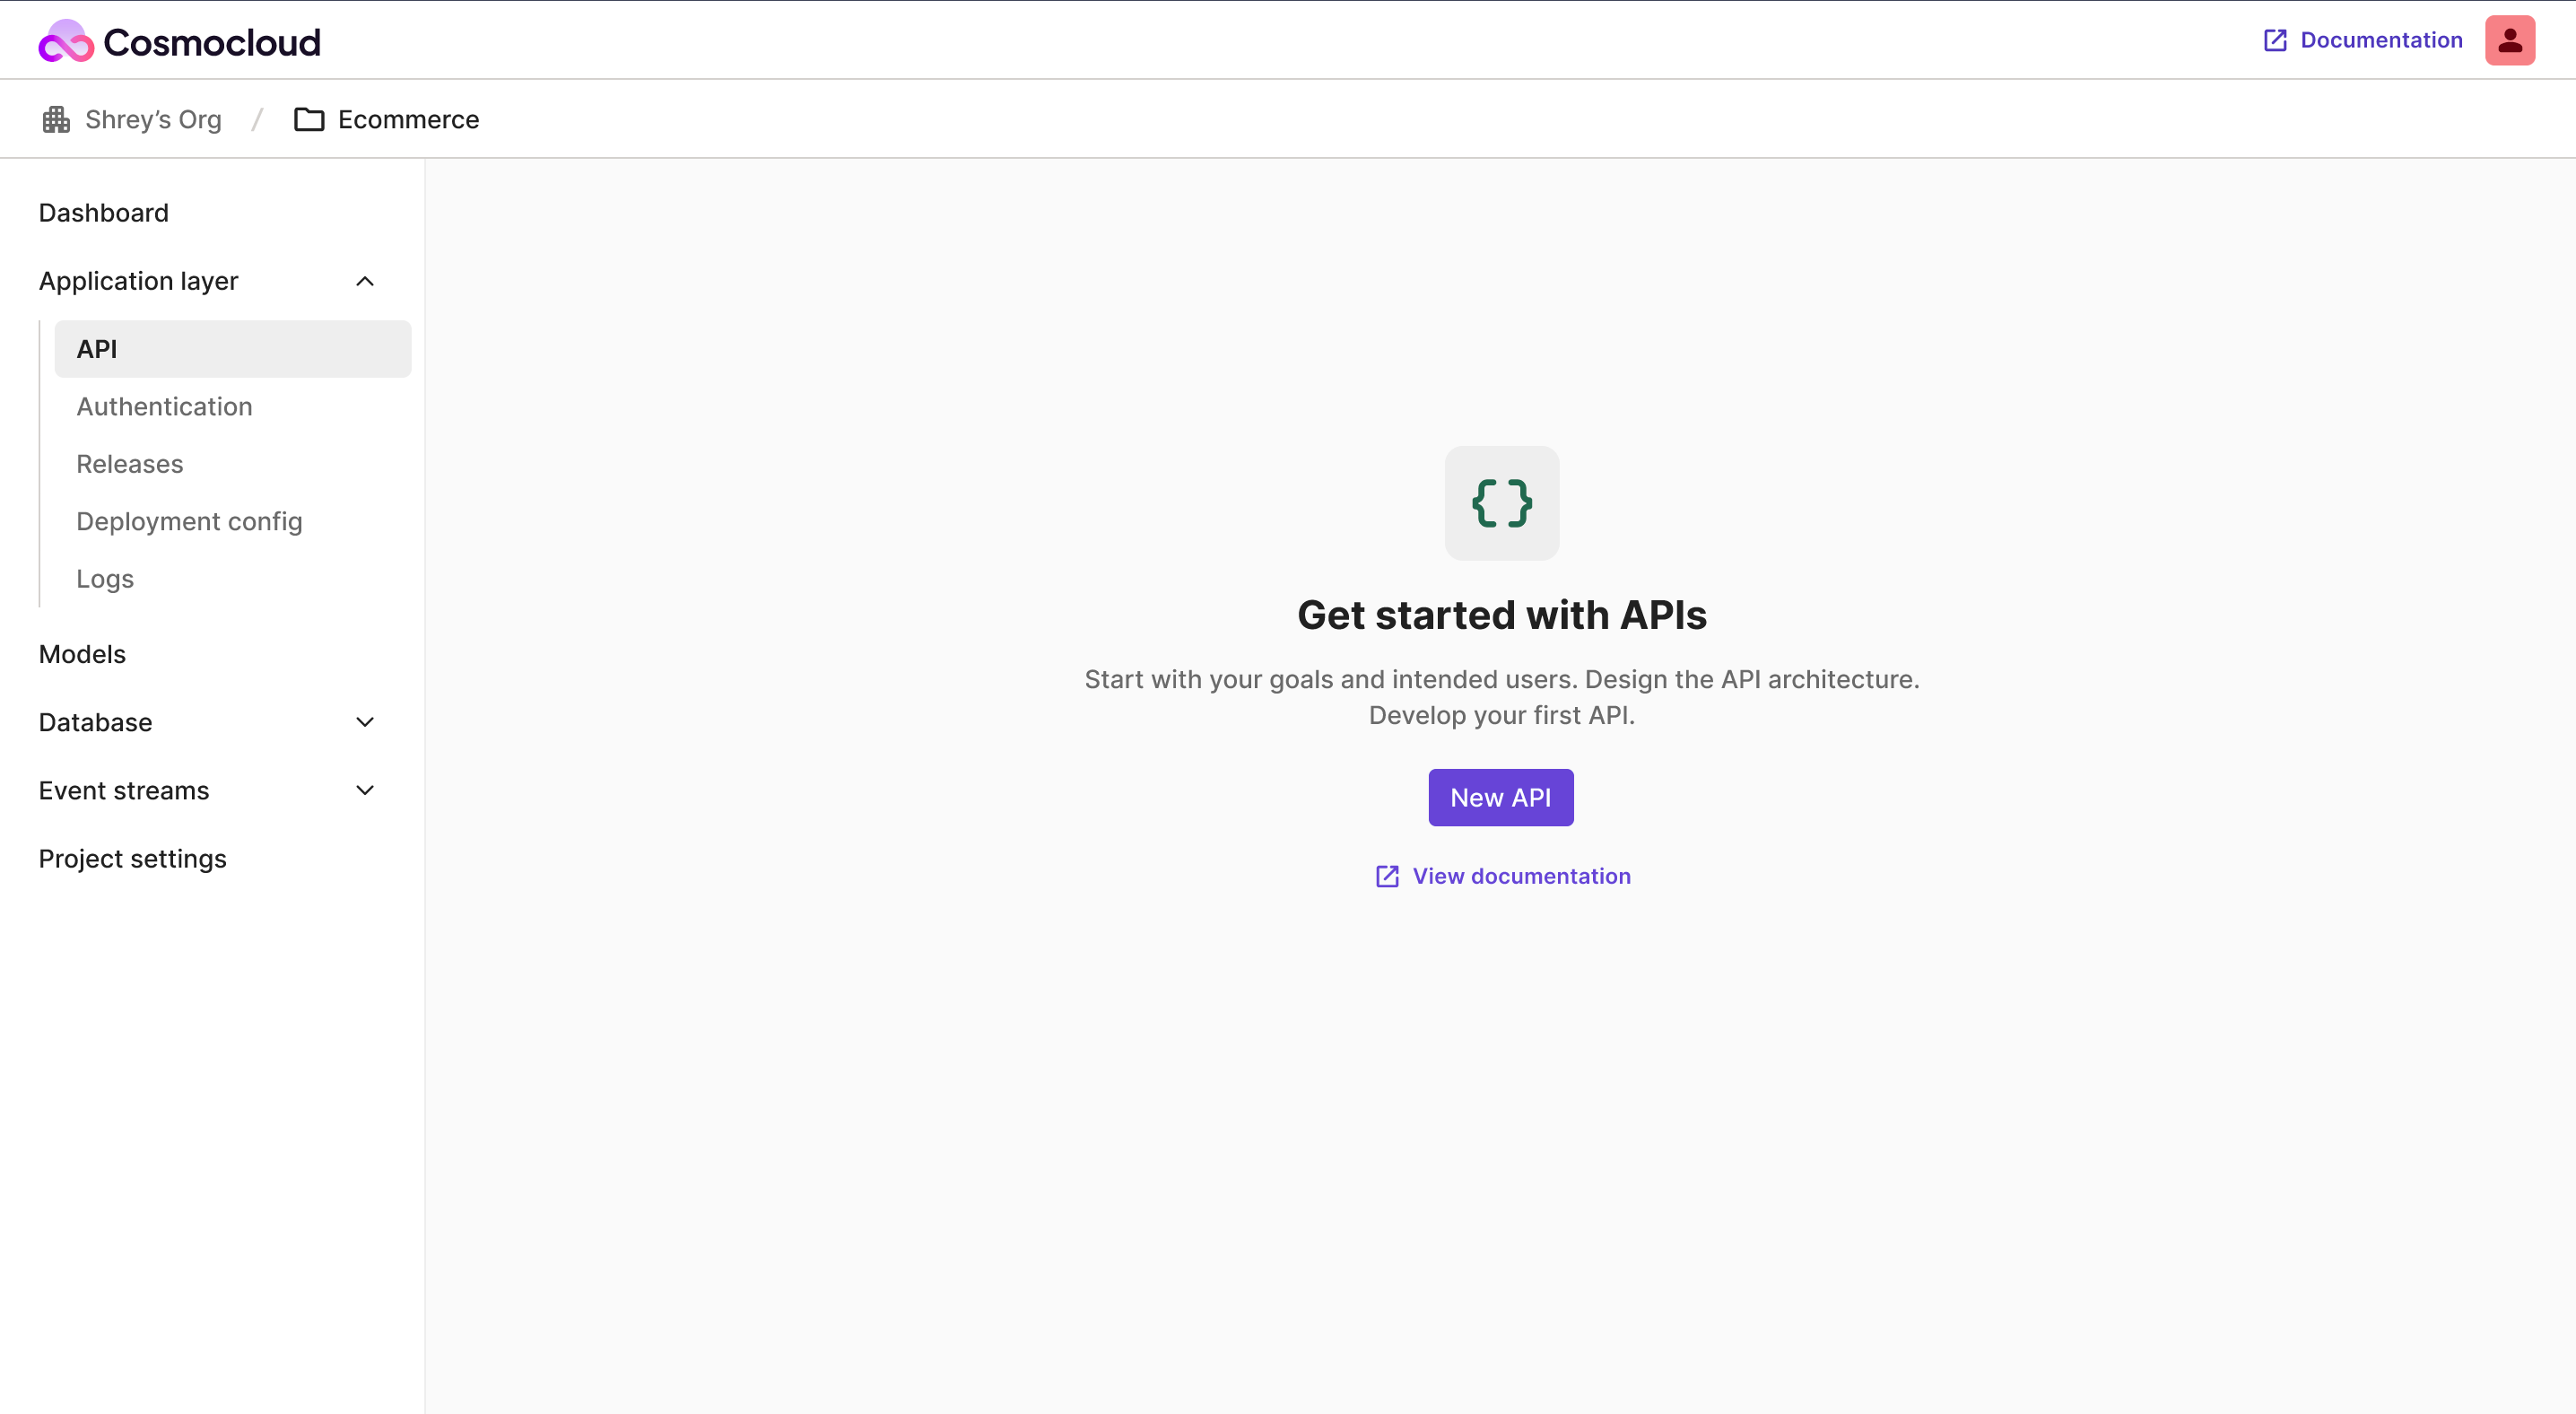 Cosmocloud
Documentation
Shrey’s Org / Ecommerce
Dashboard
Application layer
API
Authentication
Releases
Deployment config
Logs
Models
Database
Event streams
Project settings
{ }
Get started with APIs
Start with your goals and intended users. Design the API architecture.
Develop your first API.
New API
View documentation